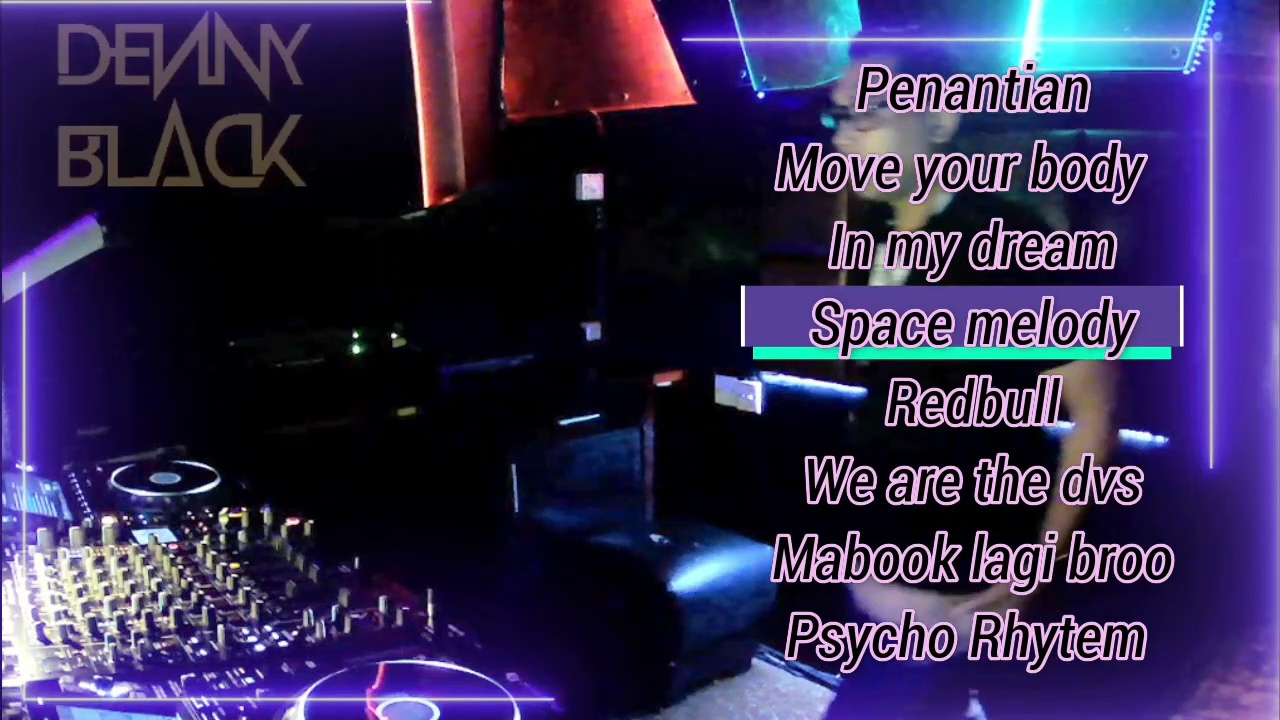 DENNY
BLACK
Penantian
Move your body
In my dream
Space melody
Redbull
We are the dvs
Mabook lagi broo
Psycho Rhytem